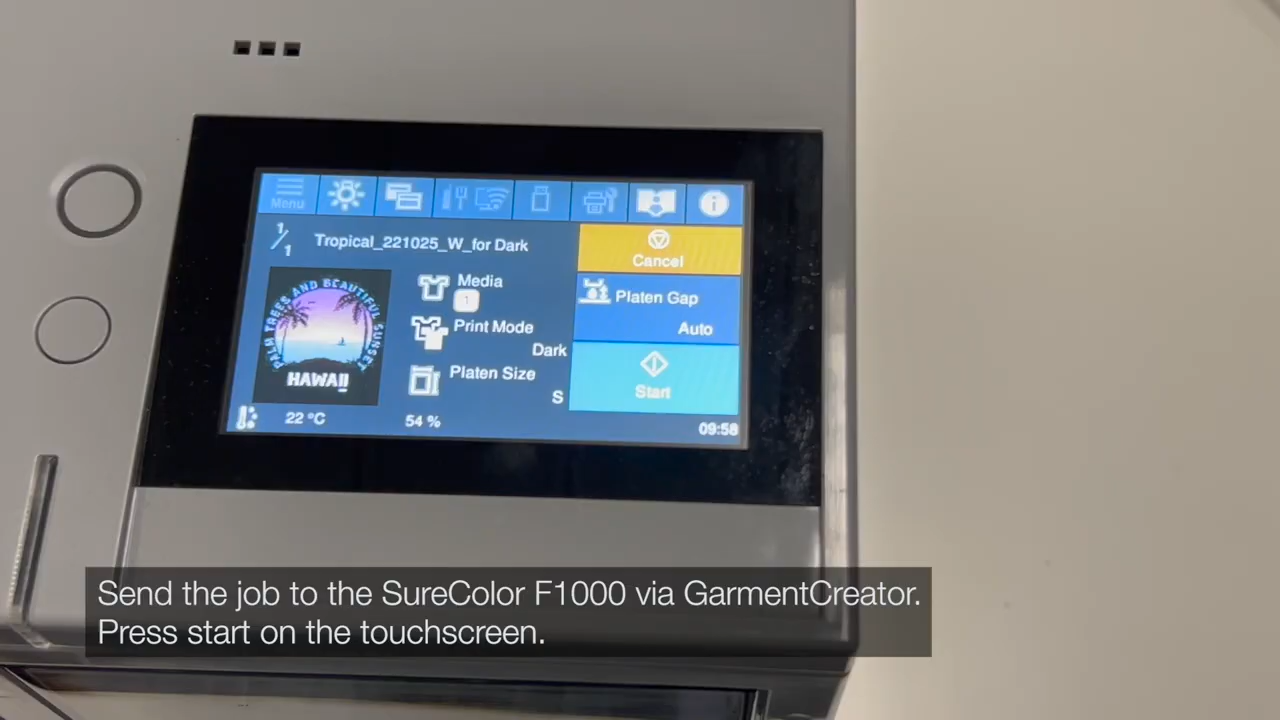 Menu
1/1
Tropical_221025_W_for Dark
Cancel
PALM TREES AND BEAUTIFUL SUNSET
HAWAII
Media
1
Print Mode
Dark
Platen Size
S
Platen Gap
Auto
Start
22 °C
54 %
09:58
Send the job to the SureColor F1000 via GarmentCreator.
Press start on the touchscreen.